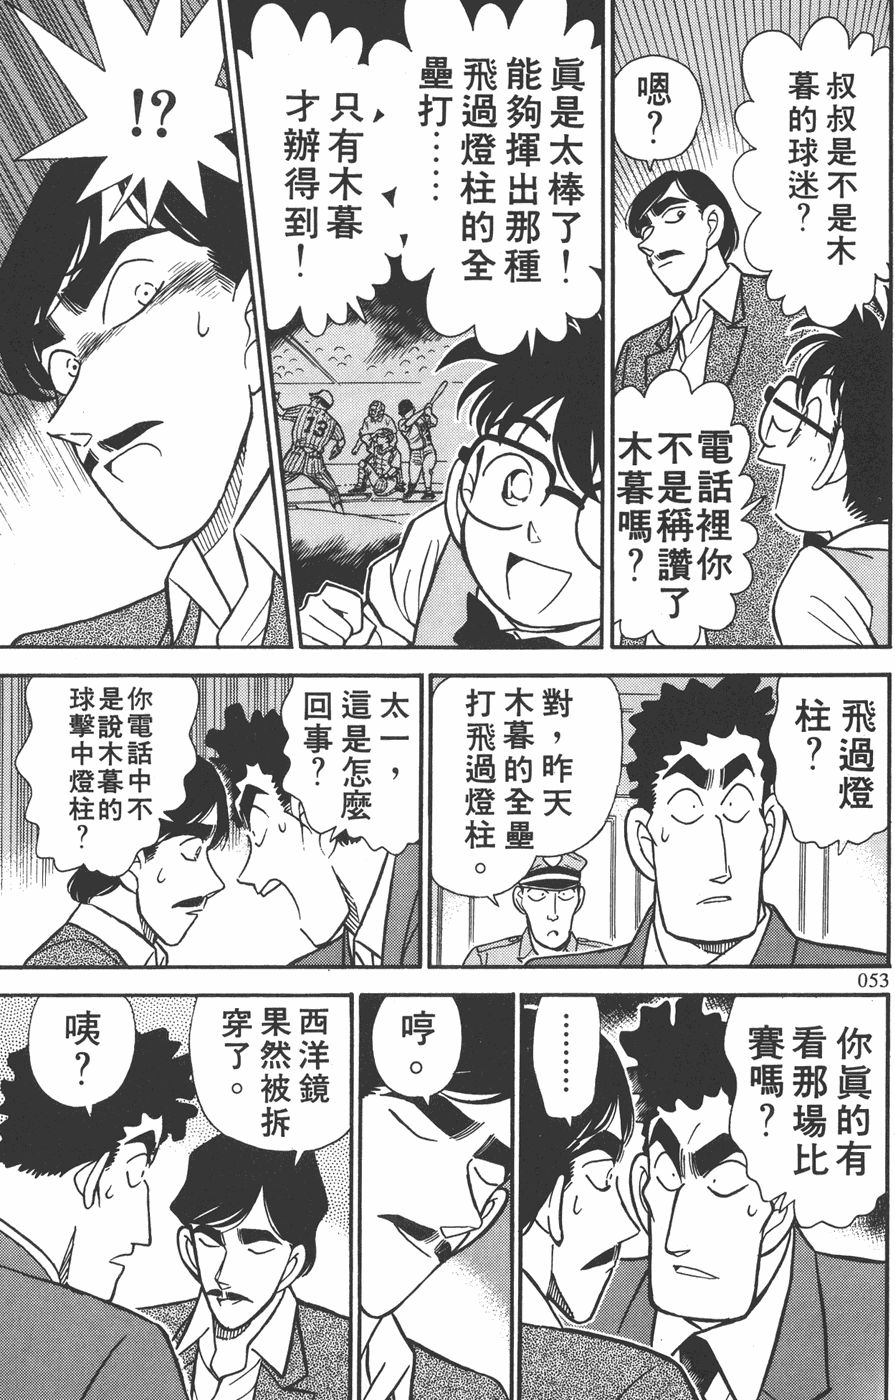 叔叔是不是木
暮的球迷？
嗯？
電話裡你
不是稱讚了
木暮嗎？
眞是太棒了！
能夠揮出那種
飛過燈柱的全
壘打……
只有木暮
才辦得到！
13
!?
飛過燈
柱？
對，昨天
木暮的全壘
打飛過燈柱。
太一，
這是怎麼
回事？
你電話中不
是說木暮的
球擊中燈柱？
053
你眞的有
看那場比
賽嗎？
………
哼。
西洋鏡
果然被拆
穿了。
咦？